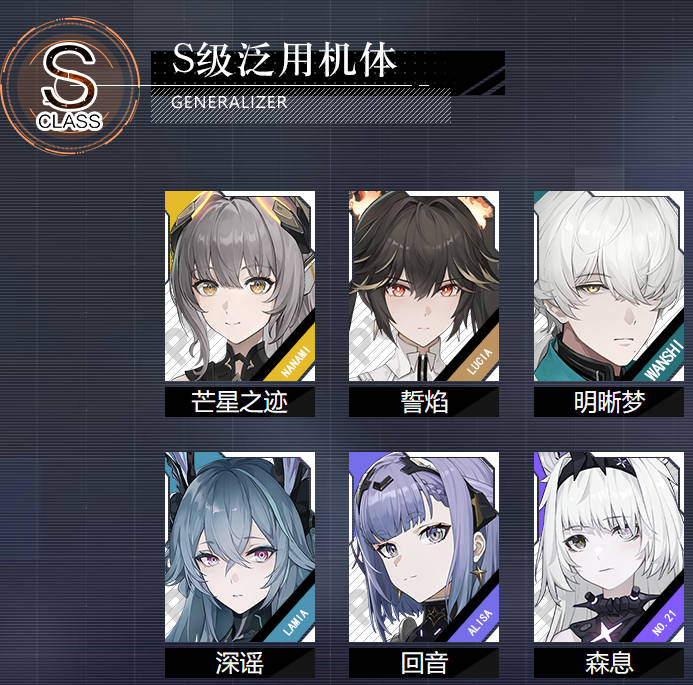 S
CLASS
S级泛用机体
GENERALIZER
NANAMI
LUCIA
WANSHI
芒星之迹
誓焰
明晰梦
LAMIA
ALISA
NO.21
深谣
回音
森息